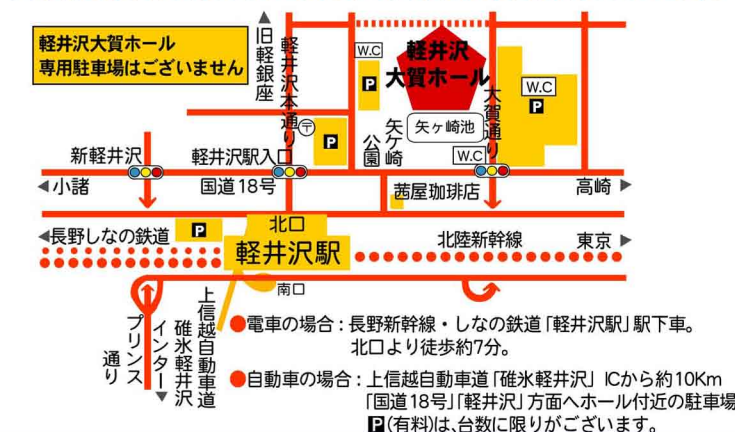 軽井沢大賀ホール
専用駐車場はございません
旧軽銀座
軽井沢本通り
W.C
P
軽井沢
大賀ホール
大賀通り
W.C
P
〒
P
矢ヶ崎
公園
矢ヶ崎池
W.C
新軽井沢
軽井沢駅入口
小諸
国道18号
茜屋珈琲店
高崎
長野しなの鉄道
P
北口
軽井沢駅
北陸新幹線
東京
南口
プリンス
通り
碓氷軽井沢
インター
上信越自動車道
●電車の場合：長野新幹線・しなの鉄道「軽井沢駅」駅下車。
北口より徒歩約7分。
●自動車の場合：上信越自動車道「碓氷軽井沢」ICから約10Km
「国道18号」「軽井沢」方面へホール付近の駐車場
P(有料)は、台数に限りがございます。